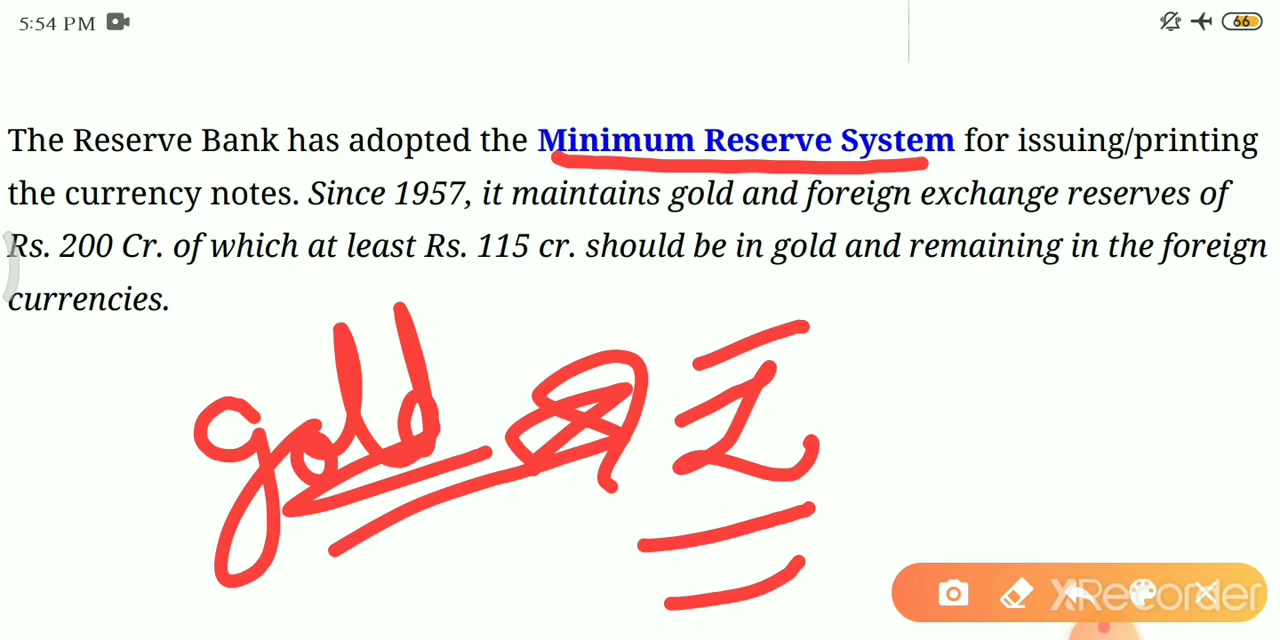 5:54 PM
66
The Reserve Bank has adopted the Minimum Reserve System for issuing/printing
the currency notes. Since 1957, it maintains gold and foreign exchange reserves of
Rs. 200 Cr. of which at least Rs. 115 cr. should be in gold and remaining in the foreign
currencies.
gold
XRecorder